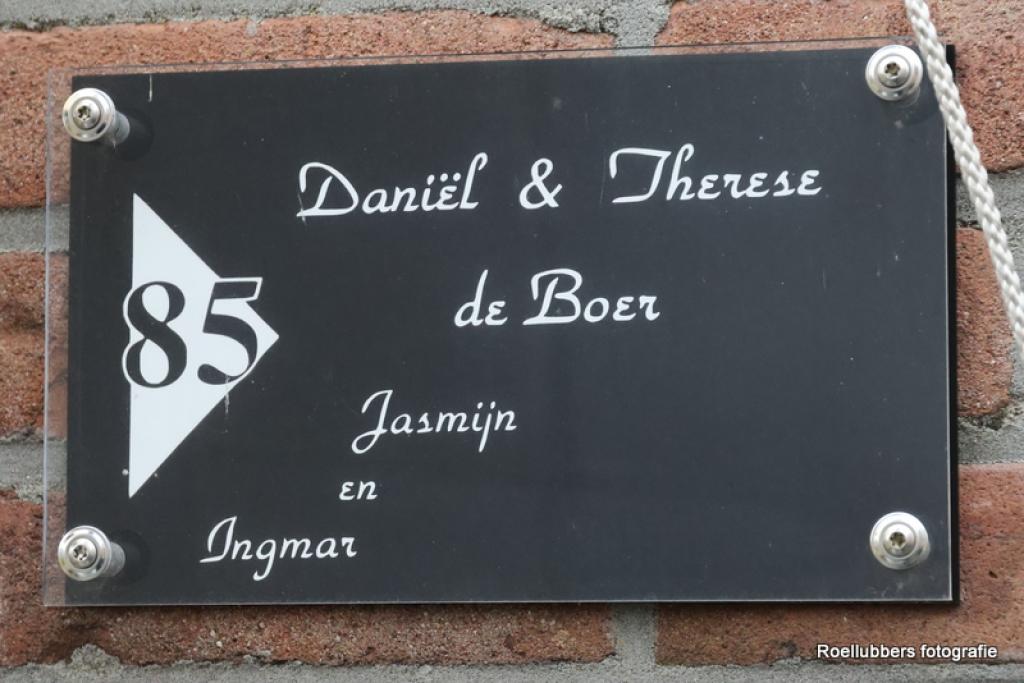 Daniël & Therese
de Boer
85
Jasmijn
en
Ingmar
Roellubbers fotografie